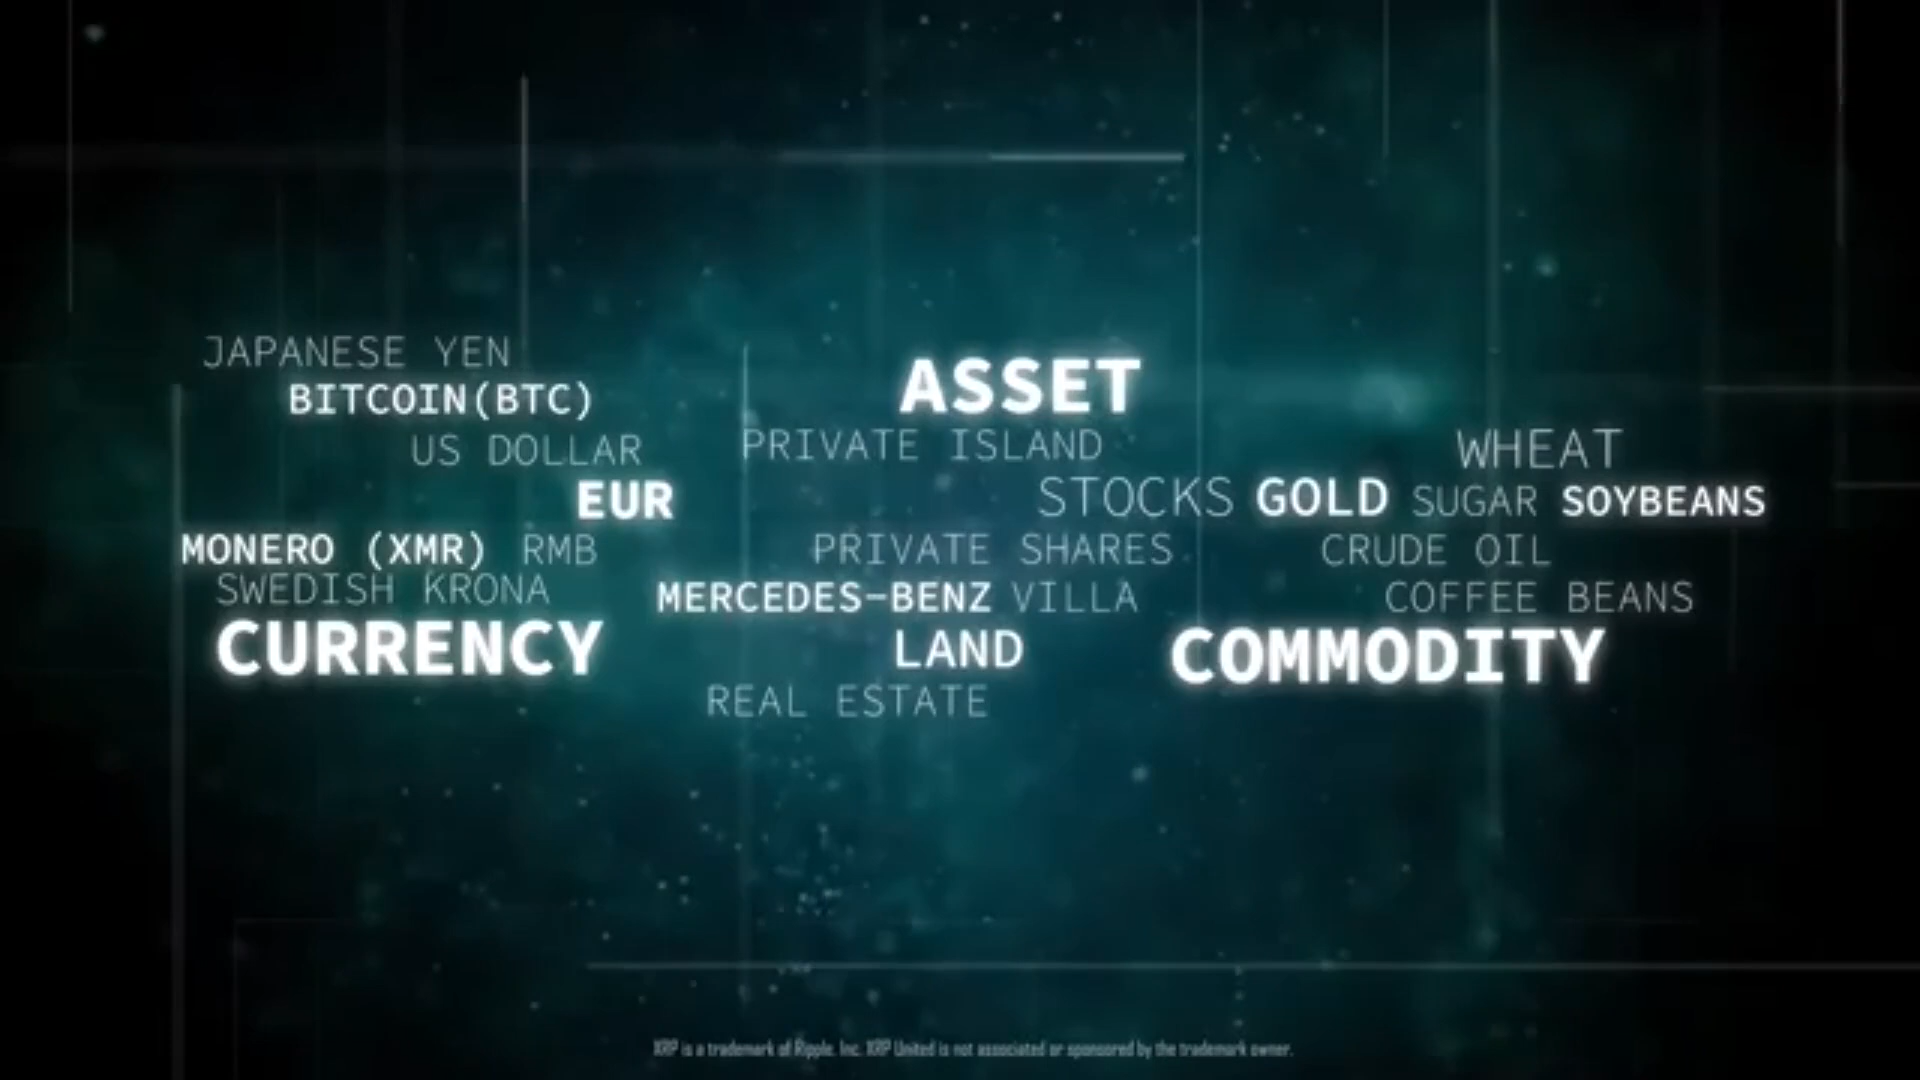 JAPANESE YEN
BITCOIN(BTC)
US DOLLAR
EUR
MONERO (XMR) RMB
SWEDISH KRONA
CURRENCY
ASSET
PRIVATE ISLAND
STOCKS
PRIVATE SHARES
MERCEDES-BENZ VILLA
LAND
REAL ESTATE
WHEAT
GOLD SUGAR SOYBEANS
CRUDE OIL
COFFEE BEANS
COMMODITY
XRP is a trademark of Ripple, Inc. XRP United is not associated or sponsored by the trademark owner.